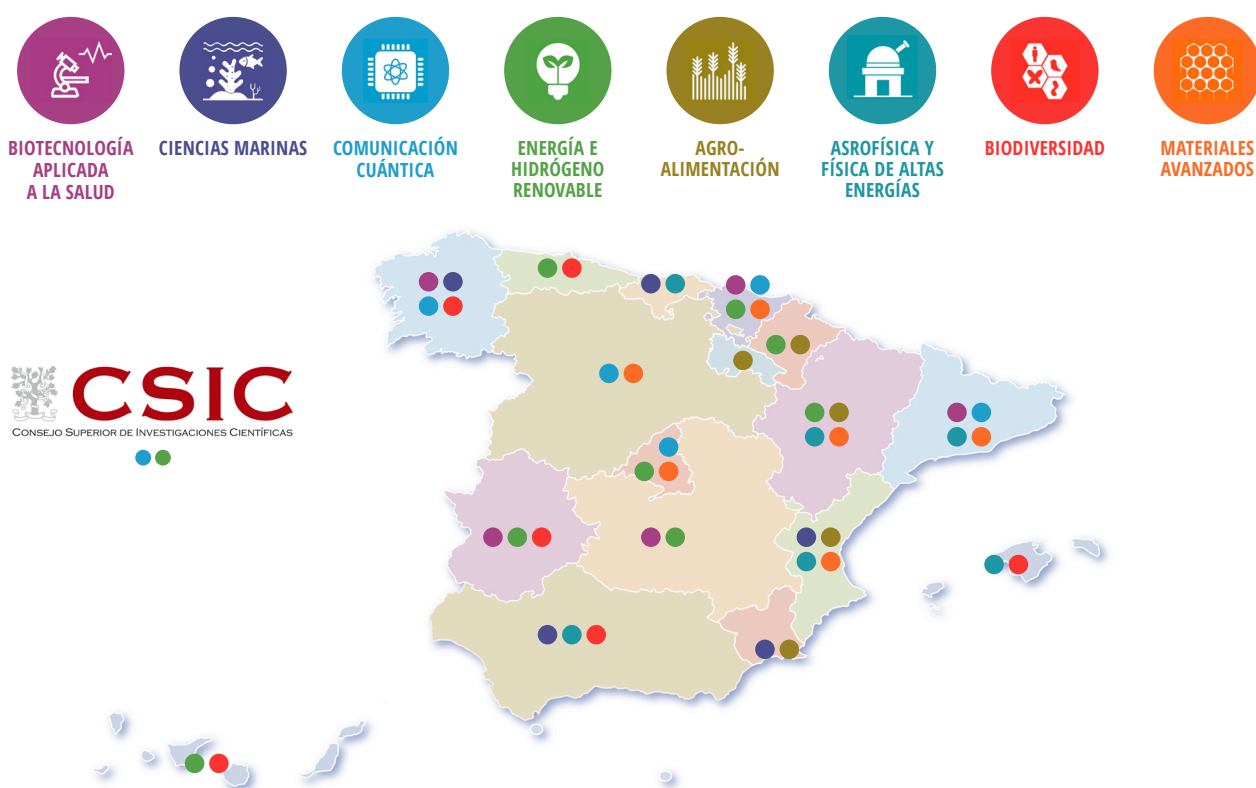 BIOTECNOLOGÍA
APLICADA
A LA SALUD
CIENCIAS MARINAS
COMUNICACIÓN
CUÁNTICA
ENERGÍA E
HIDRÓGENO
RENOVABLE
AGRO-
ALIMENTACIÓN
ASROFÍSICA Y
FÍSICA DE ALTAS
ENERGÍAS
BIODIVERSIDAD
MATERIALES
AVANZADOS
CSIC
CONSEJO SUPERIOR DE INVESTIGACIONES CIENTÍFICAS